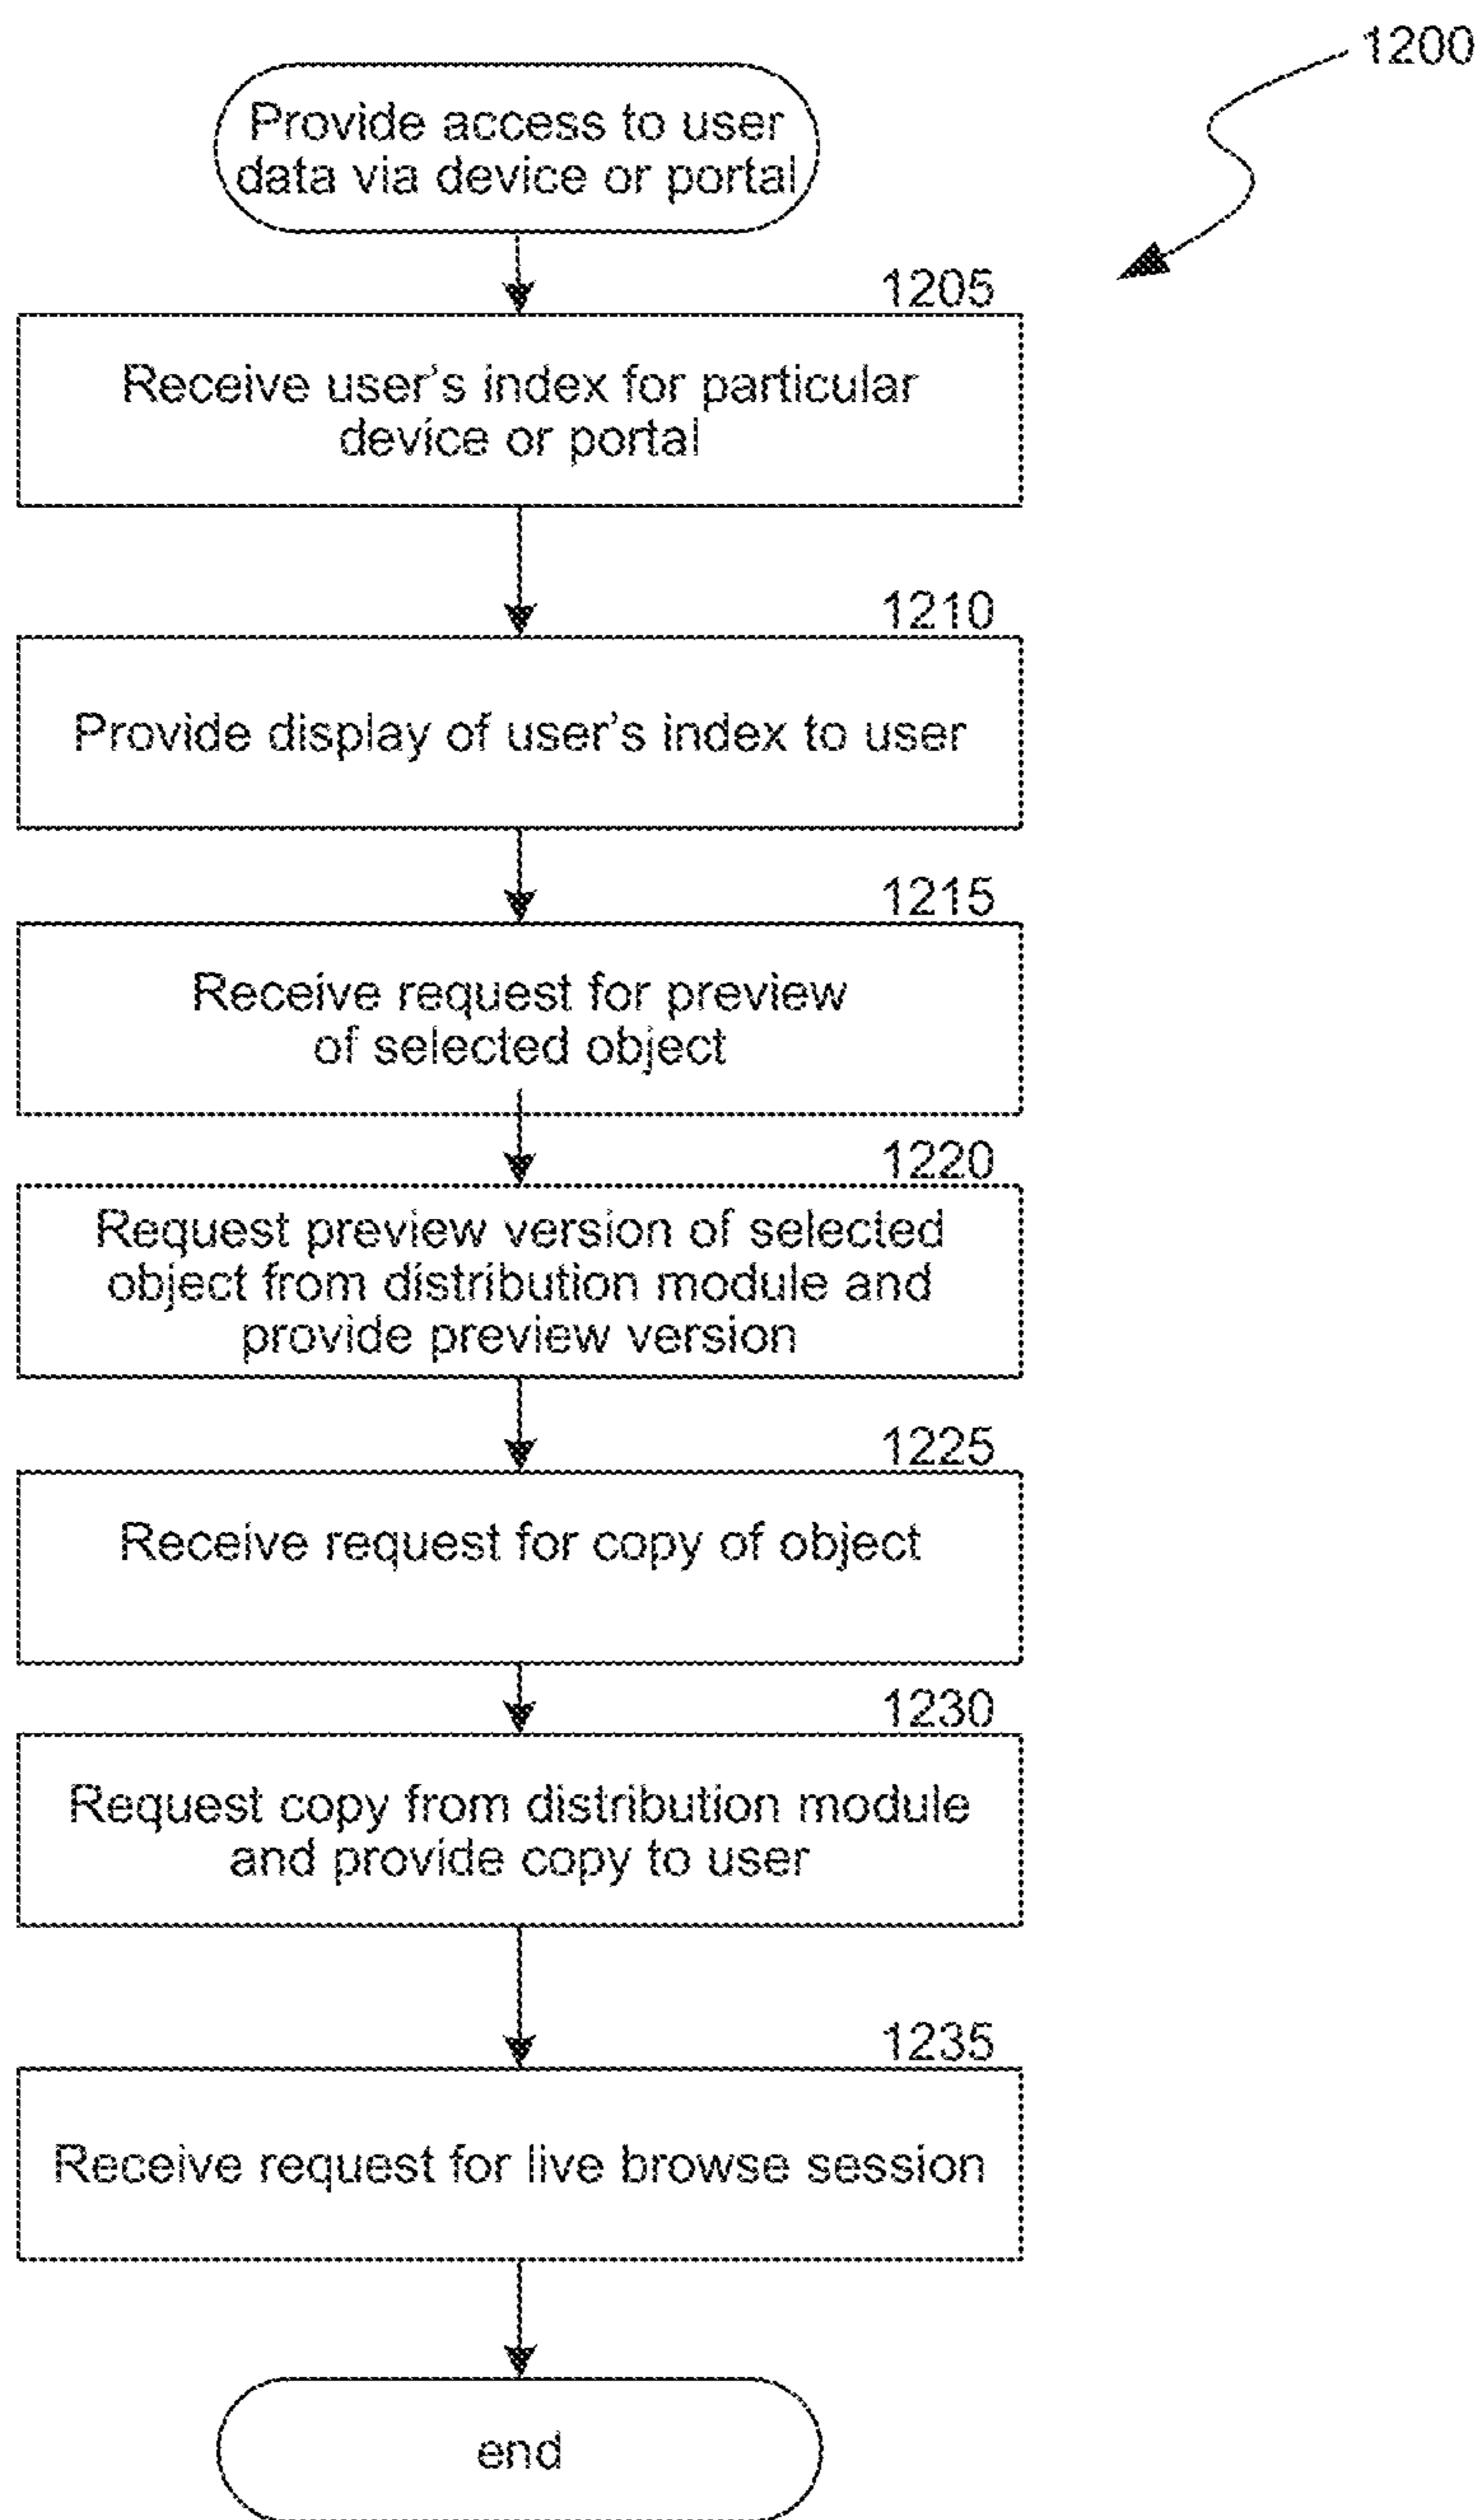 1200
Provide access to user
data via device or portal
1205
Receive user's index for particular
device or portal
1210
Provide display of user's index to user
1215
Receive request for preview
of selected object
1220
Request preview version of selected
object from distribution module and
provide preview version
1225
Receive request for copy of object
1230
Request copy from distribution module
and provide copy to user
1235
Receive request for live browse session
end